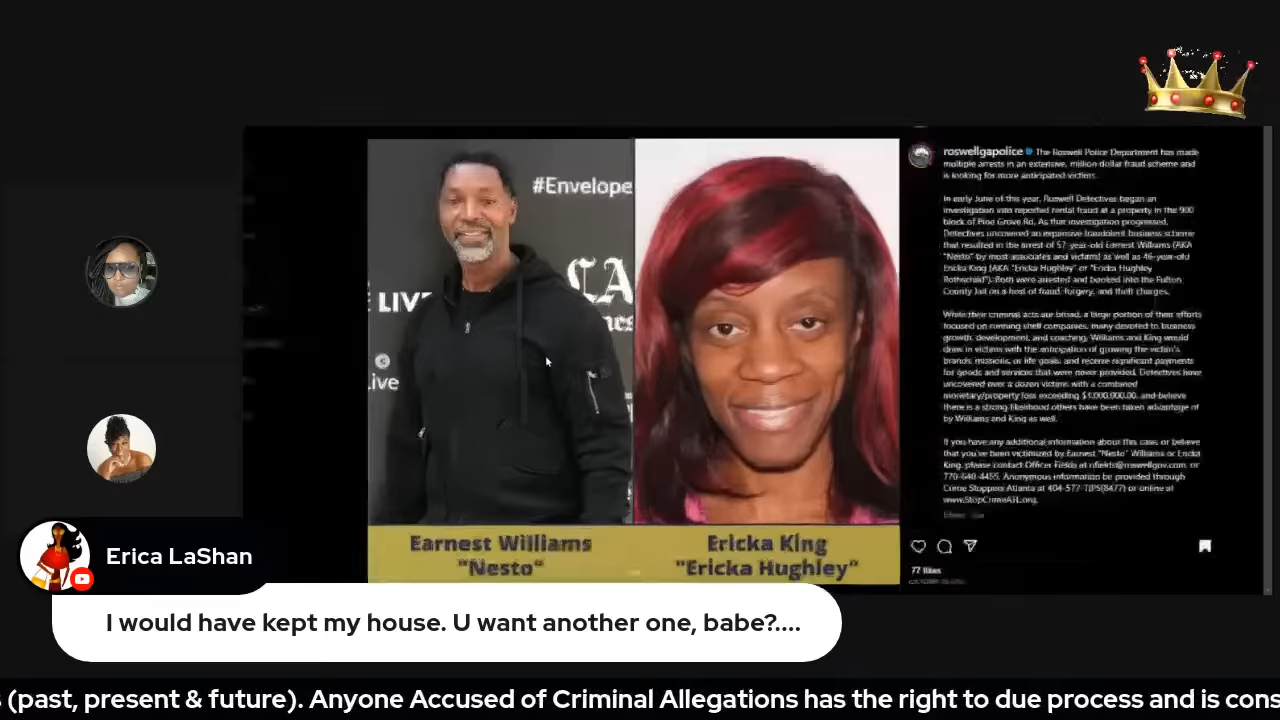 #Envelope
CA
E LIVE
Live
roswellgapolice The Roswell Police Department has made
multiple arrests in an extensive, million dollar fraud scheme and
is looking for more anticipated victims.
In early June of this year, Roswell Detectives began an
investigation into reported rental fraud at a property in the 900
block of Pine Grove Rd. As that investigation progressed,
Detectives uncovered an expansive fraudulent business scheme
that resulted in the arrest of 57-year-old Earnest Williams (AKA
"Nesto" by most associates and victims) as well as 46-year-old
Ericka King (AKA "Ericka Hughley" or "Ericka Hughley
Rothschild"). Both were arrested and booked into the Fulton
County Jail on a host of fraud, forgery, and theft charges.
While their criminal acts are broad, a large portion of their efforts
focused on running shell companies, many devoted to business
growth, development, and coaching. Williams and King would
draw in victims with the anticipation of growing the victim's
brands, missions, or life goals, and receive significant payments
for goods and services that were never provided. Detectives have
uncovered over a dozen victims with a combined
monetary/property loss exceeding $1,000,000.00, and believe
there is a strong likelihood others have been taken advantage of
by Williams and King as well.
If you have any additional information about this case, or believe
that you've been victimized by Earnest "Nesto" Williams or Ericka
King, please contact Officer Fields at nfields@roswellgov.com, or
770-640-4455. Anonymous information be provided through
Crime Stoppers Atlanta at 404-577-TIPS(8477) or online at
www.StopCrimeATL.org.
77 likes
Earnest Williams
"Nesto"
Ericka King
"Ericka Hughley"
Erica LaShan
I would have kept my house. U want another one, babe?....
s (past, present & future). Anyone Accused of Criminal Allegations has the right to due process and is cons